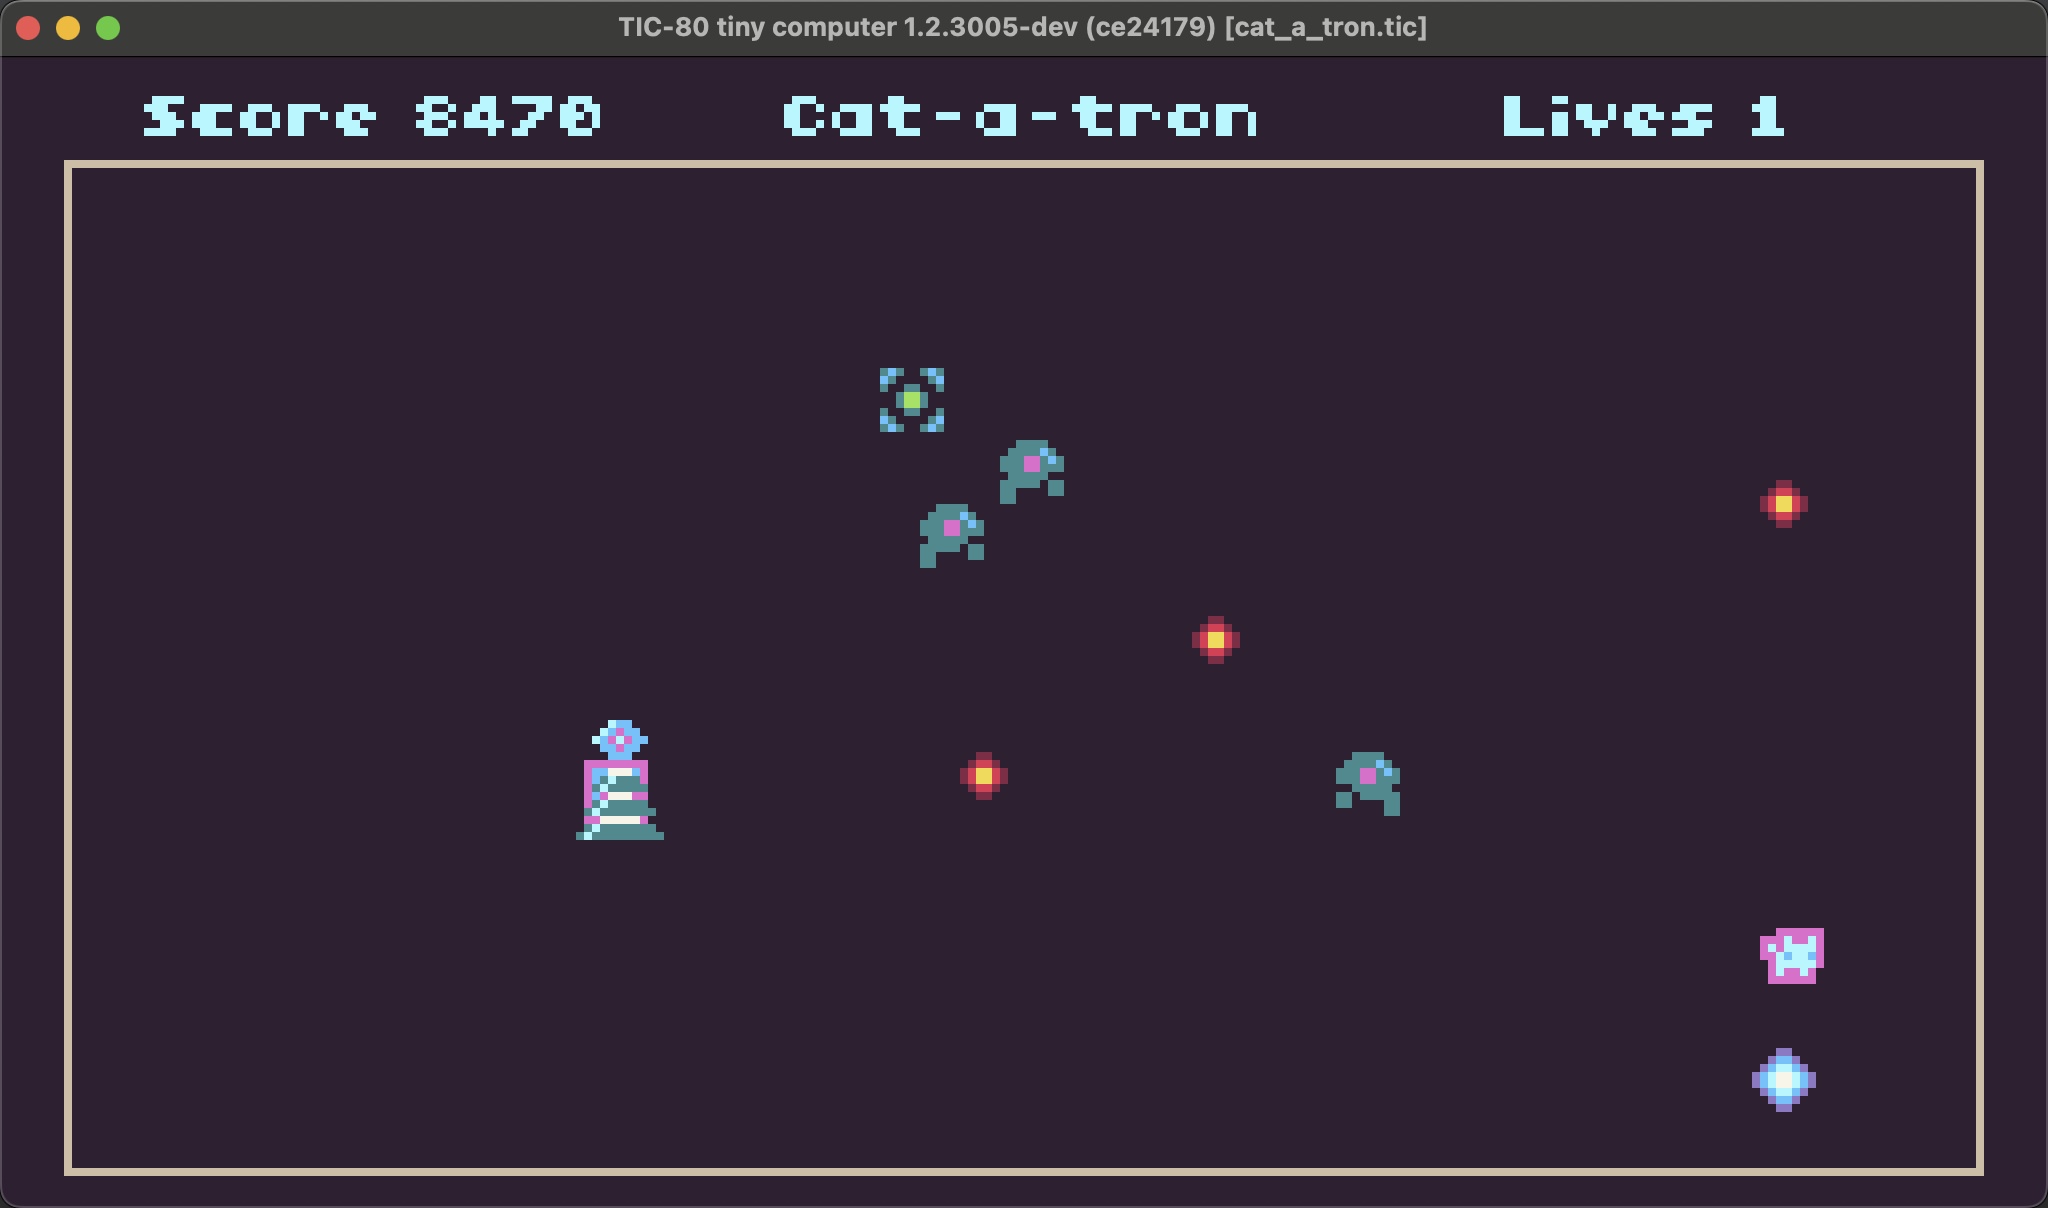 TIC-80 tiny computer 1.2.3005-dev (ce24179) [cat_a_tron.tic]
Score 8470 Cat-a-tron Lives 1